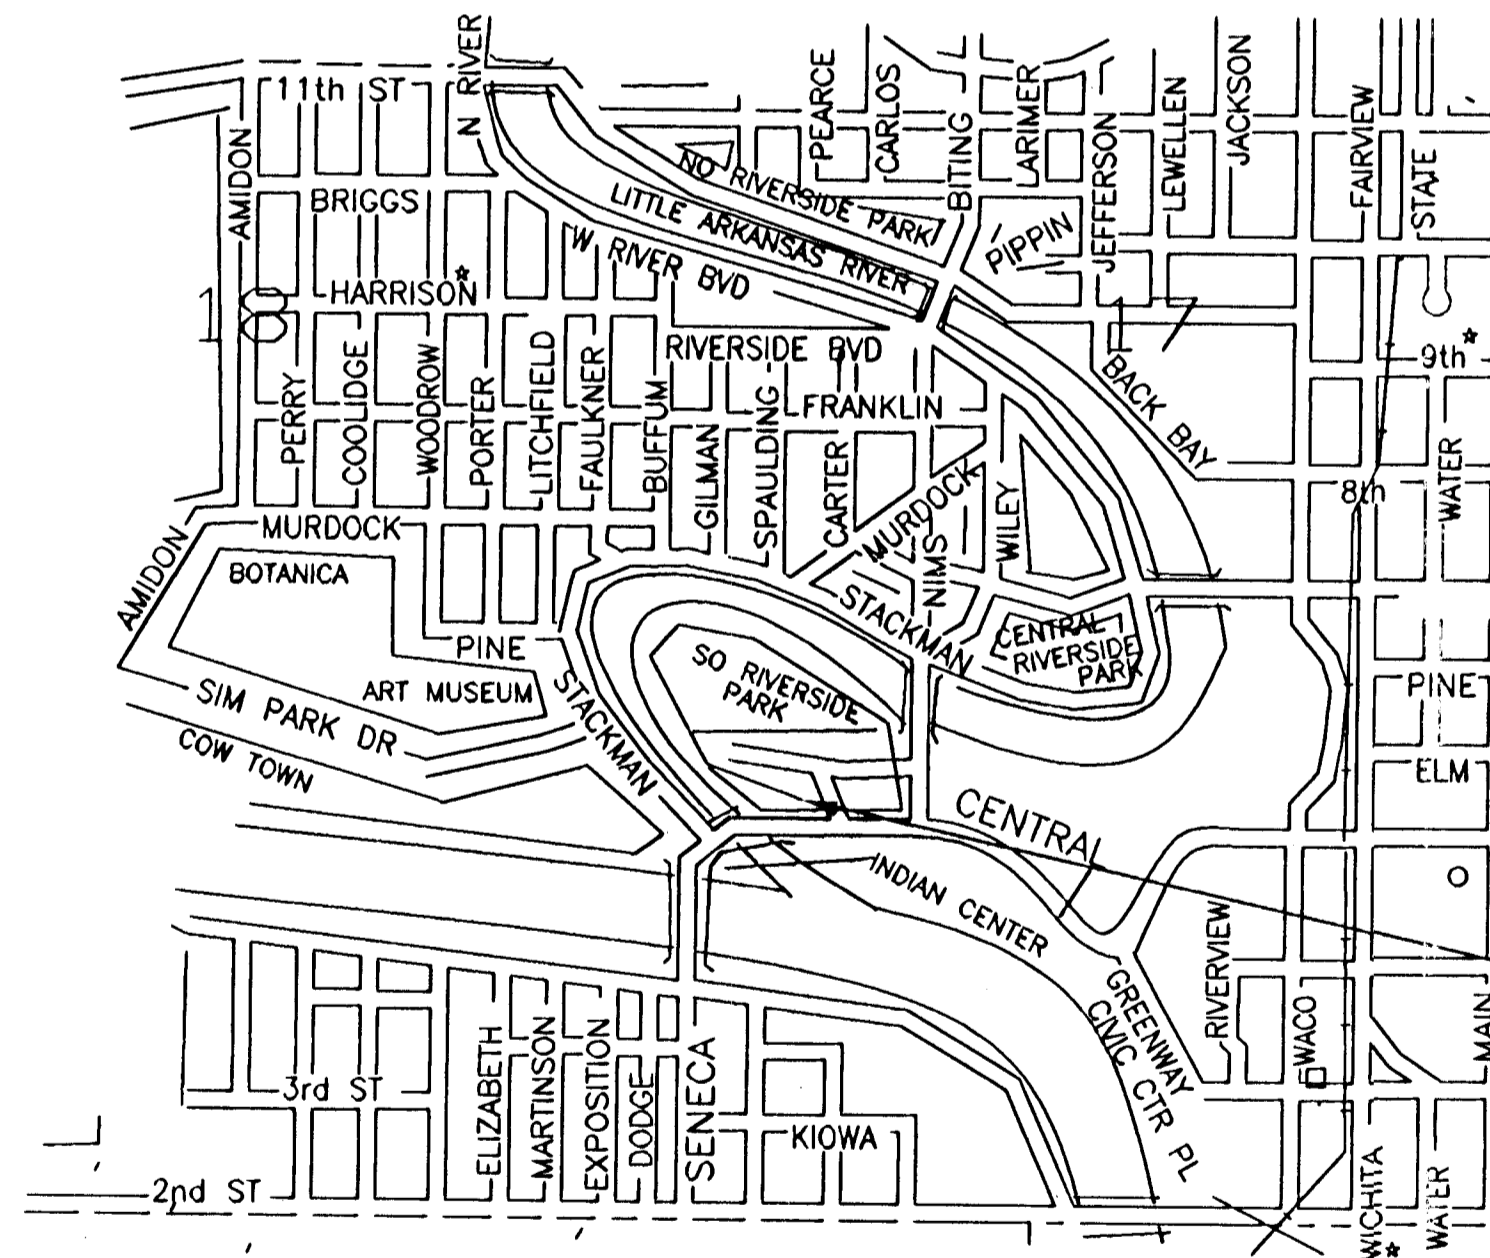 N RIVER
11th ST
PEARCE
CARLOS
BITING
LARIMER
JEFFERSON
LEWELLEN
JACKSON
FAIRVIEW
STATE
AMIDON
BRIGGS
NO RIVERSIDE PARK
LITTLE ARKANSAS RIVER
PIPPIN
W RIVER BVD
HARRISON*
1
17
9th*
RIVERSIDE BVD
BACK BAY
PERRY
COOLIDGE
WOODROW
PORTER
LITCHFIELD
FAULKNER
BUFFUM
GILMAN
SPAULDING
FRANKLIN
CARTER
MURDOCK
NIMS
WILEY
8th
WATER
MURDOCK
AMIDON
BOTANICA
STACKMAN
CENTRAL
RIVERSIDE
PARK
PINE
SO RIVERSIDE
PARK
PINE
ART MUSEUM
SIM PARK DR
STACKMAN
COW TOWN
ELM
CENTRAL
INDIAN CENTER
RIVERVIEW
GREENWAY
CIVIC CTR PL
WACO
MAIN
ELIZABETH
MARTINSON
EXPOSITION
DODGE
SENECA
3rd ST
KIOWA
2nd ST
WICHITA*
WATER